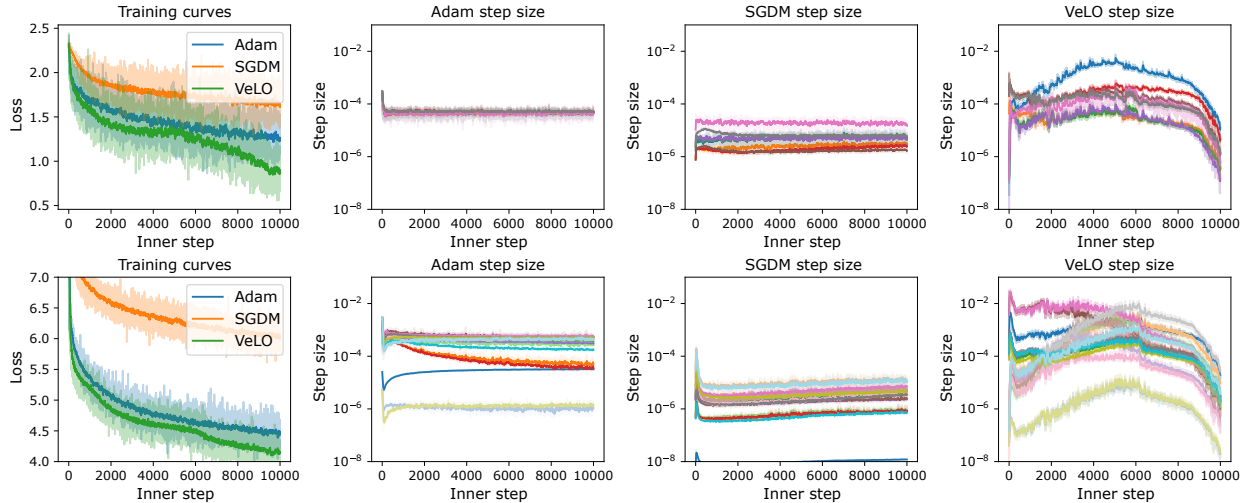 Training curves
Loss
2.5
2.0
1.5
1.0
0.5
Adam
SGDM
VeLO
0 2000 4000 6000 8000 10000
Inner step
Adam step size
Step size
10⁻²
10⁻⁴
10⁻⁶
10⁻⁸
0 2000 4000 6000 8000 10000
Inner step
SGDM step size
Step size
10⁻²
10⁻⁴
10⁻⁶
10⁻⁸
0 2000 4000 6000 8000 10000
Inner step
VeLO step size
Step size
10⁻²
10⁻⁴
10⁻⁶
10⁻⁸
0 2000 4000 6000 8000 10000
Inner step
Training curves
Loss
7.0
6.5
6.0
5.5
5.0
4.5
4.0
Adam
SGDM
VeLO
0 2000 4000 6000 8000 10000
Inner step
Adam step size
Step size
10⁻²
10⁻⁴
10⁻⁶
10⁻⁸
0 2000 4000 6000 8000 10000
Inner step
SGDM step size
Step size
10⁻²
10⁻⁴
10⁻⁶
10⁻⁸
0 2000 4000 6000 8000 10000
Inner step
VeLO step size
Step size
10⁻²
10⁻⁴
10⁻⁶
10⁻⁸
0 2000 4000 6000 8000 10000
Inner step